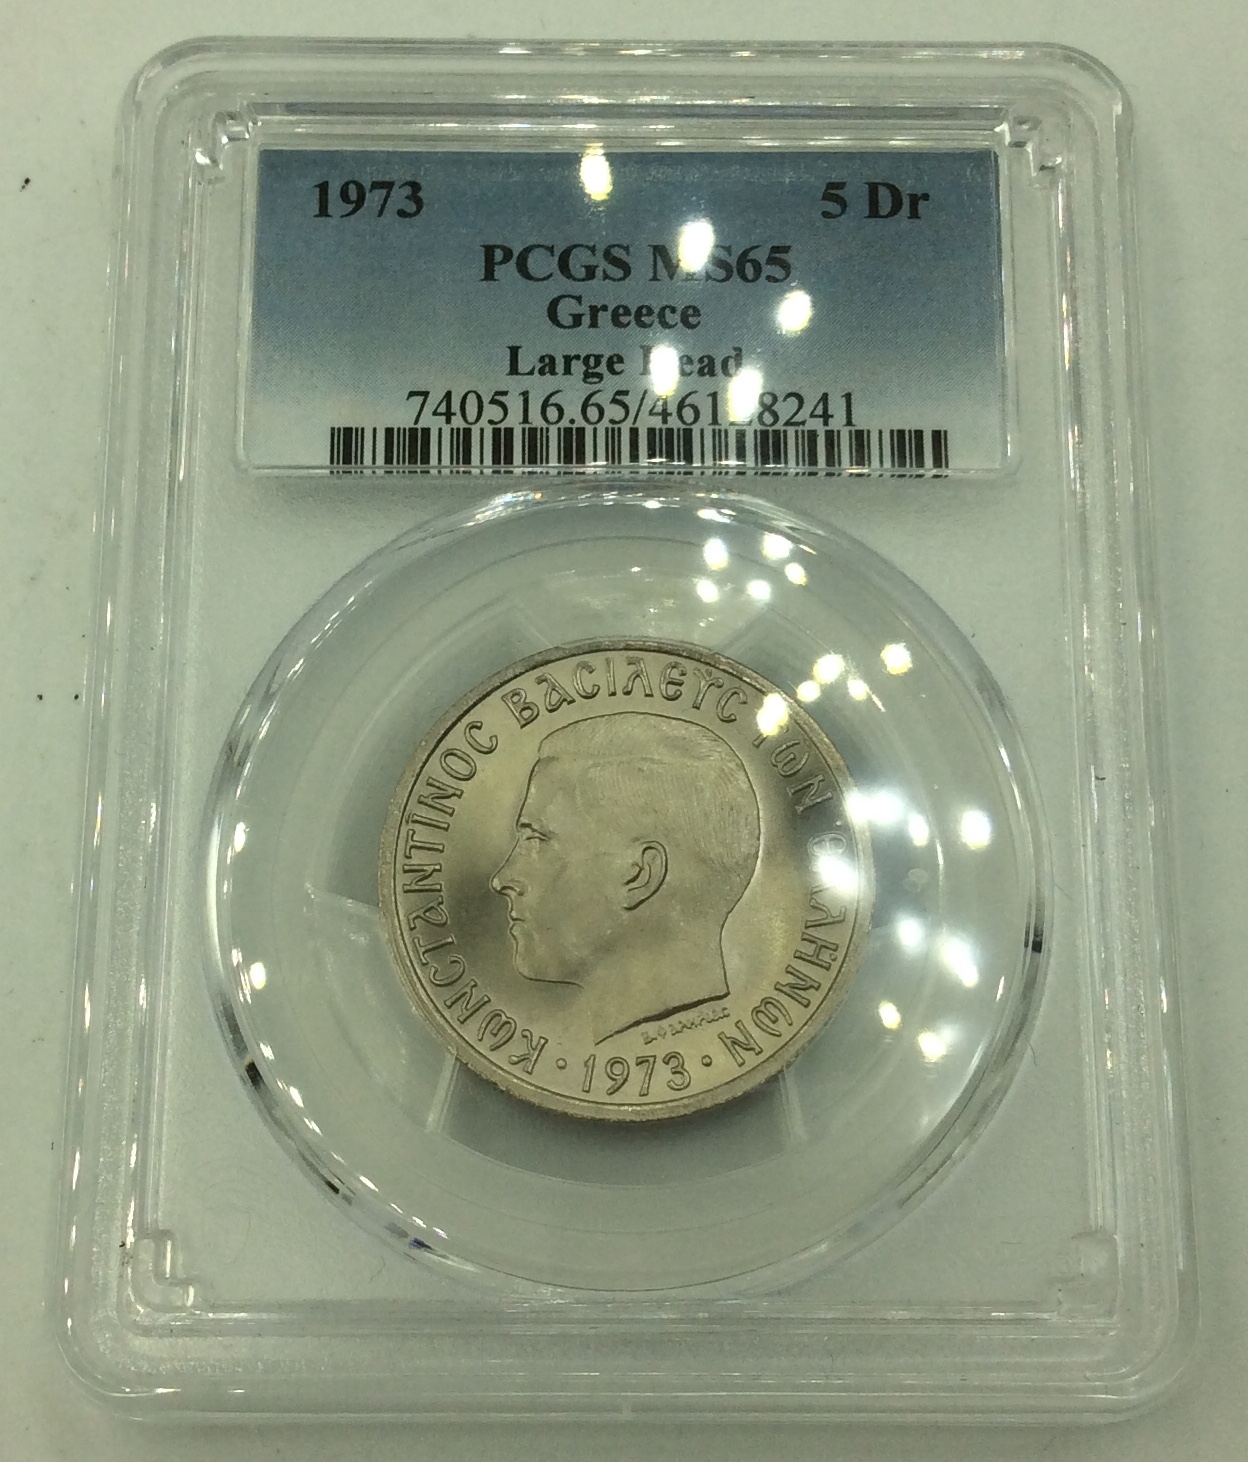 1973 5 Dr
PCGS MS65
Greece
Large Head
740516.65/46128241
ΚΩΝCΤΑΝΤΙΝΟC ΒΑCΙΛΕΥC ΤΩΝ ΕΛΛΗΝΩΝ
· 1973 ·